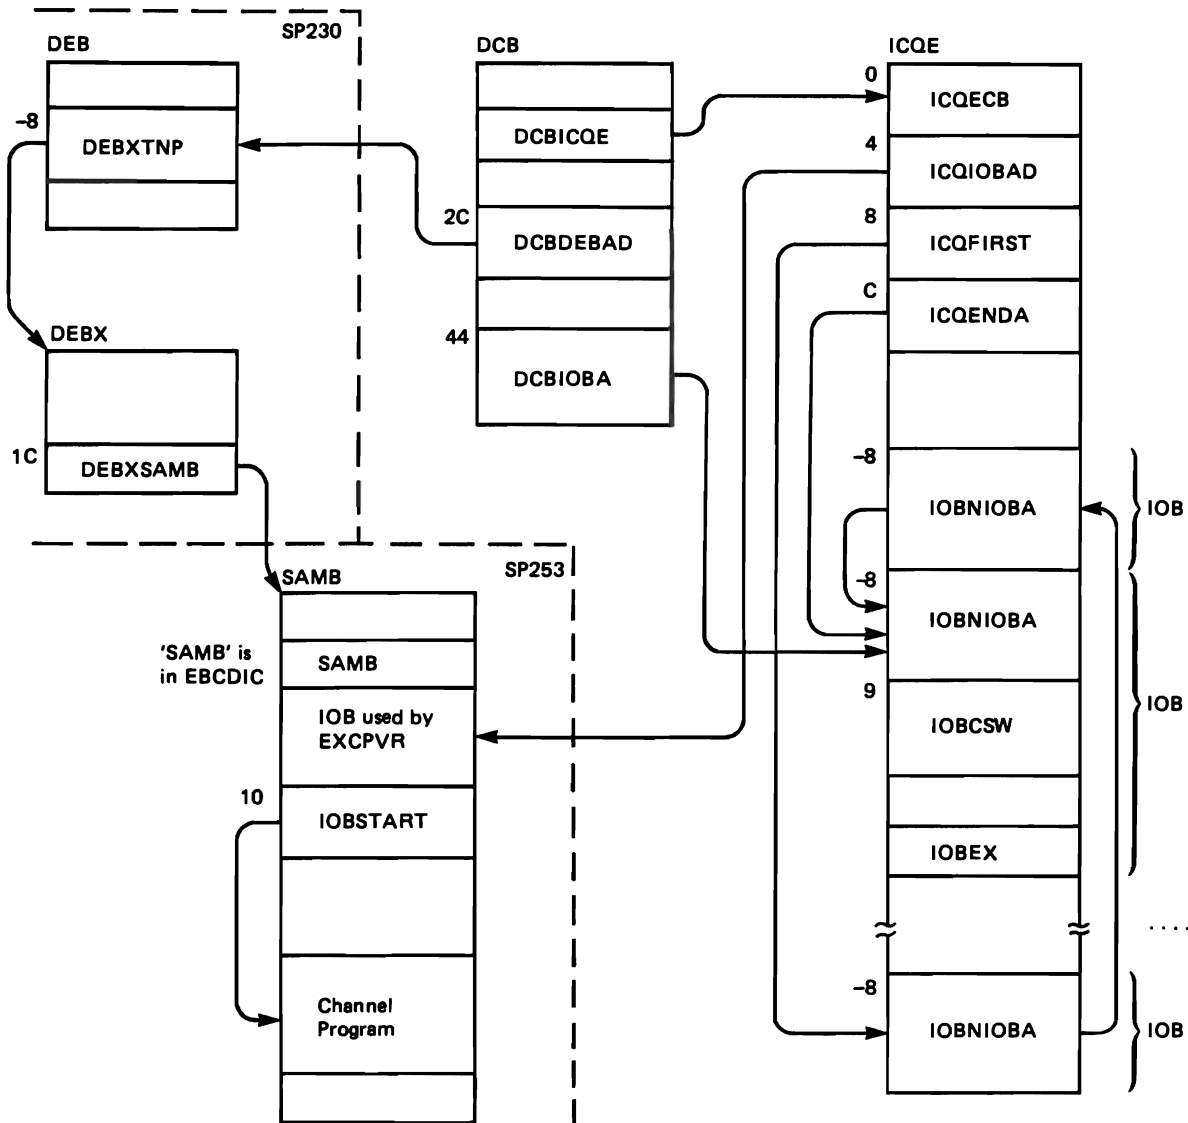 SP230
DEB
-8
DEBXTNP
DEBX
1C
DEBXSAMB
DCB
DCBICQE
2C
DCBDEBAD
44
DCBIOBA
ICQE
0
ICQECB
4
ICQIOBAD
8
ICQFIRST
C
ICQENDA
-8
IOBNIOBA
IOB
-8
IOBNIOBA
9
IOBCSW
IOB
IOBEX
....
-8
IOBNIOBA
IOB
SP253
SAMB
'SAMB' is
in EBCDIC
SAMB
IOB used by
EXCPVR
10
IOBSTART
Channel
Program